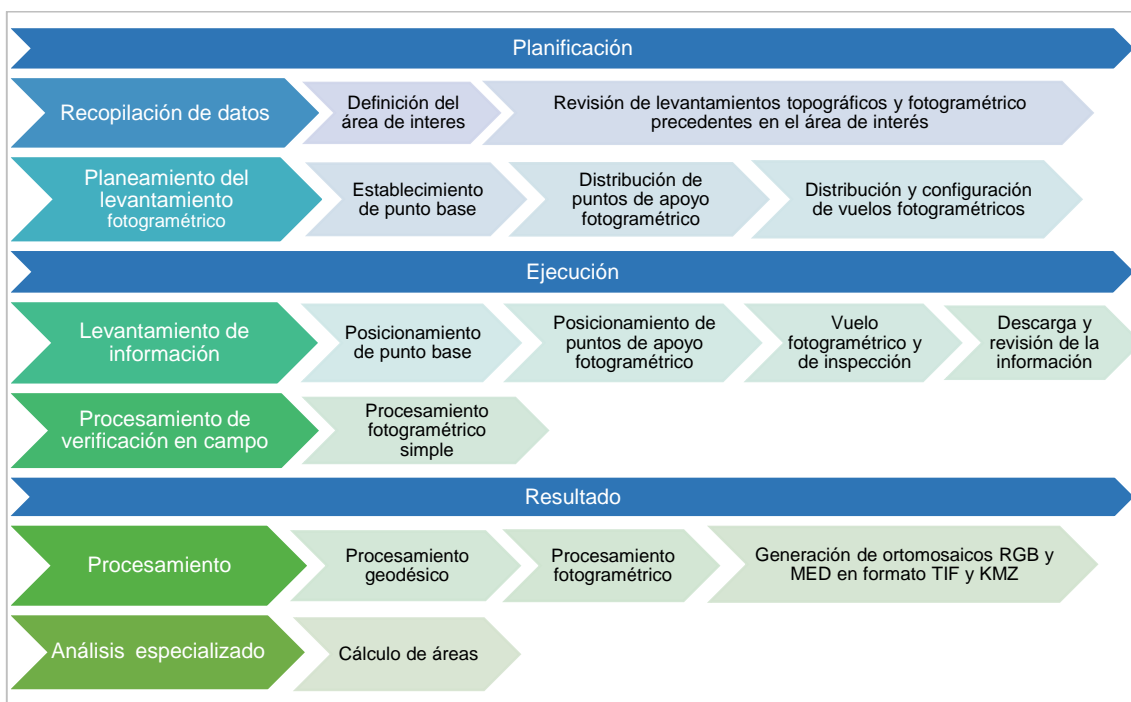 Planificación
Recopilación de datos
Definición del
área de interes
Revisión de levantamientos topográficos y fotogramétrico
precedentes en el área de interés
Planeamiento del
levantamiento
fotogramétrico
Establecimiento
de punto base
Distribución de
puntos de apoyo
fotogramétrico
Distribución y configuración
de vuelos fotogramétricos
Ejecución
Levantamiento de
información
Posicionamiento
de punto base
Posicionamiento de
puntos de apoyo
fotogramétrico
Vuelo
fotogramétrico y
de inspección
Descarga y
revisión de la
información
Procesamiento de
verificación en campo
Procesamiento
fotogramétrico
simple
Resultado
Procesamiento
Procesamiento
geodésico
Procesamiento
fotogramétrico
Generación de ortomosaicos RGB y
MED en formato TIF y KMZ
Análisis especializado
Cálculo de áreas